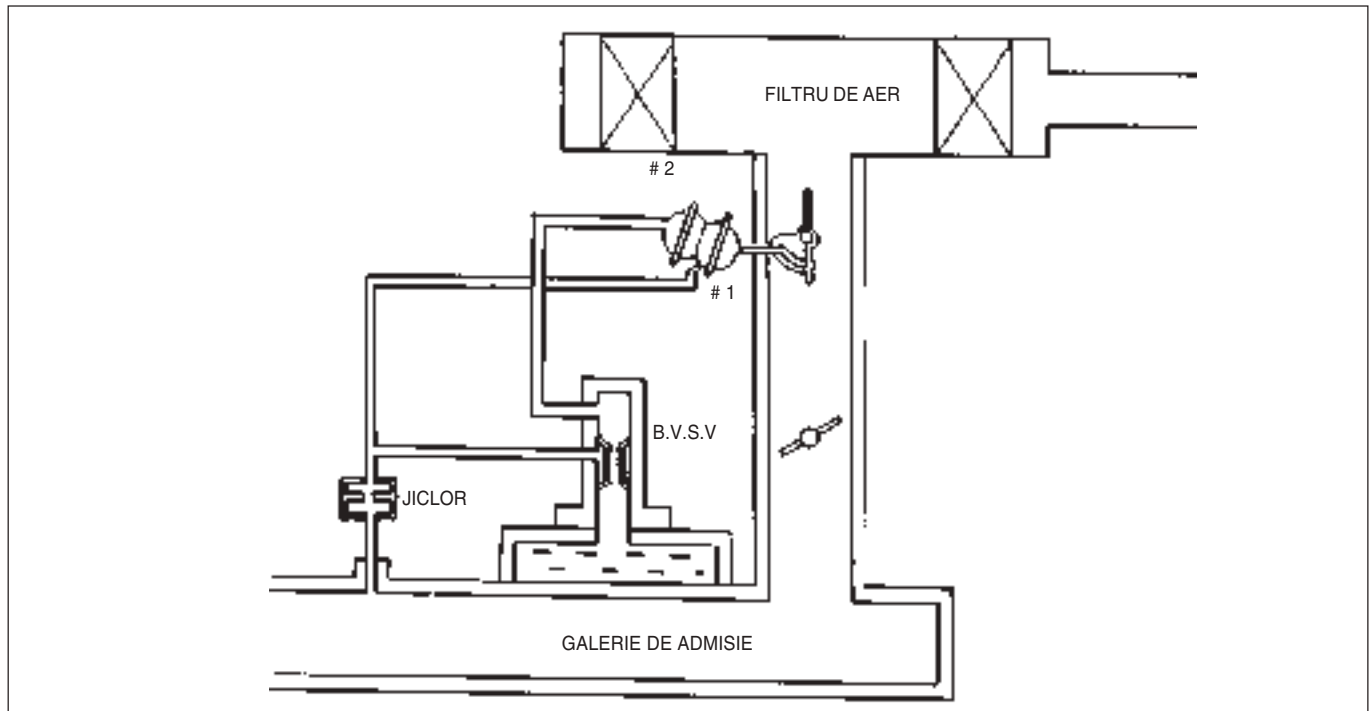 FILTRU DE AER
# 2
# 1
B.V.S.V
JICLOR
GALERIE DE ADMISIE